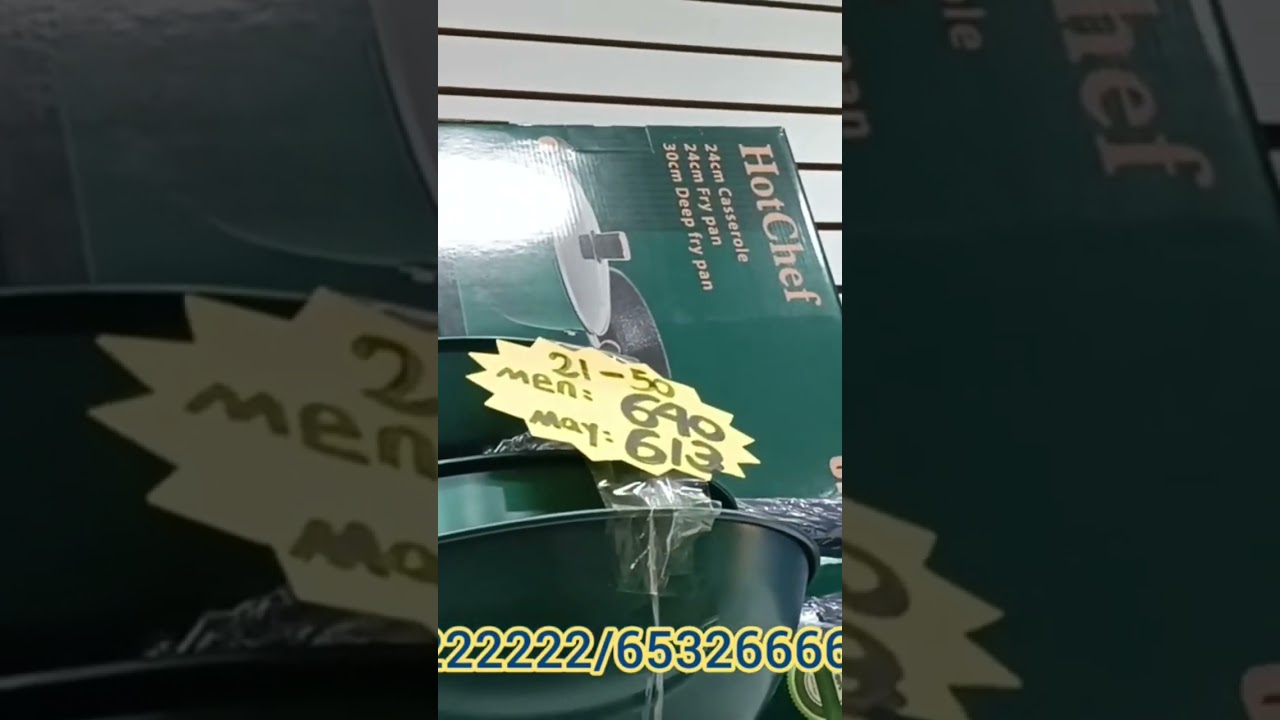 HotChef
24cm Casserole
24cm Fry pan
30cm Deep fry pan
21-50
men: 640
may: 613
222222/65326666